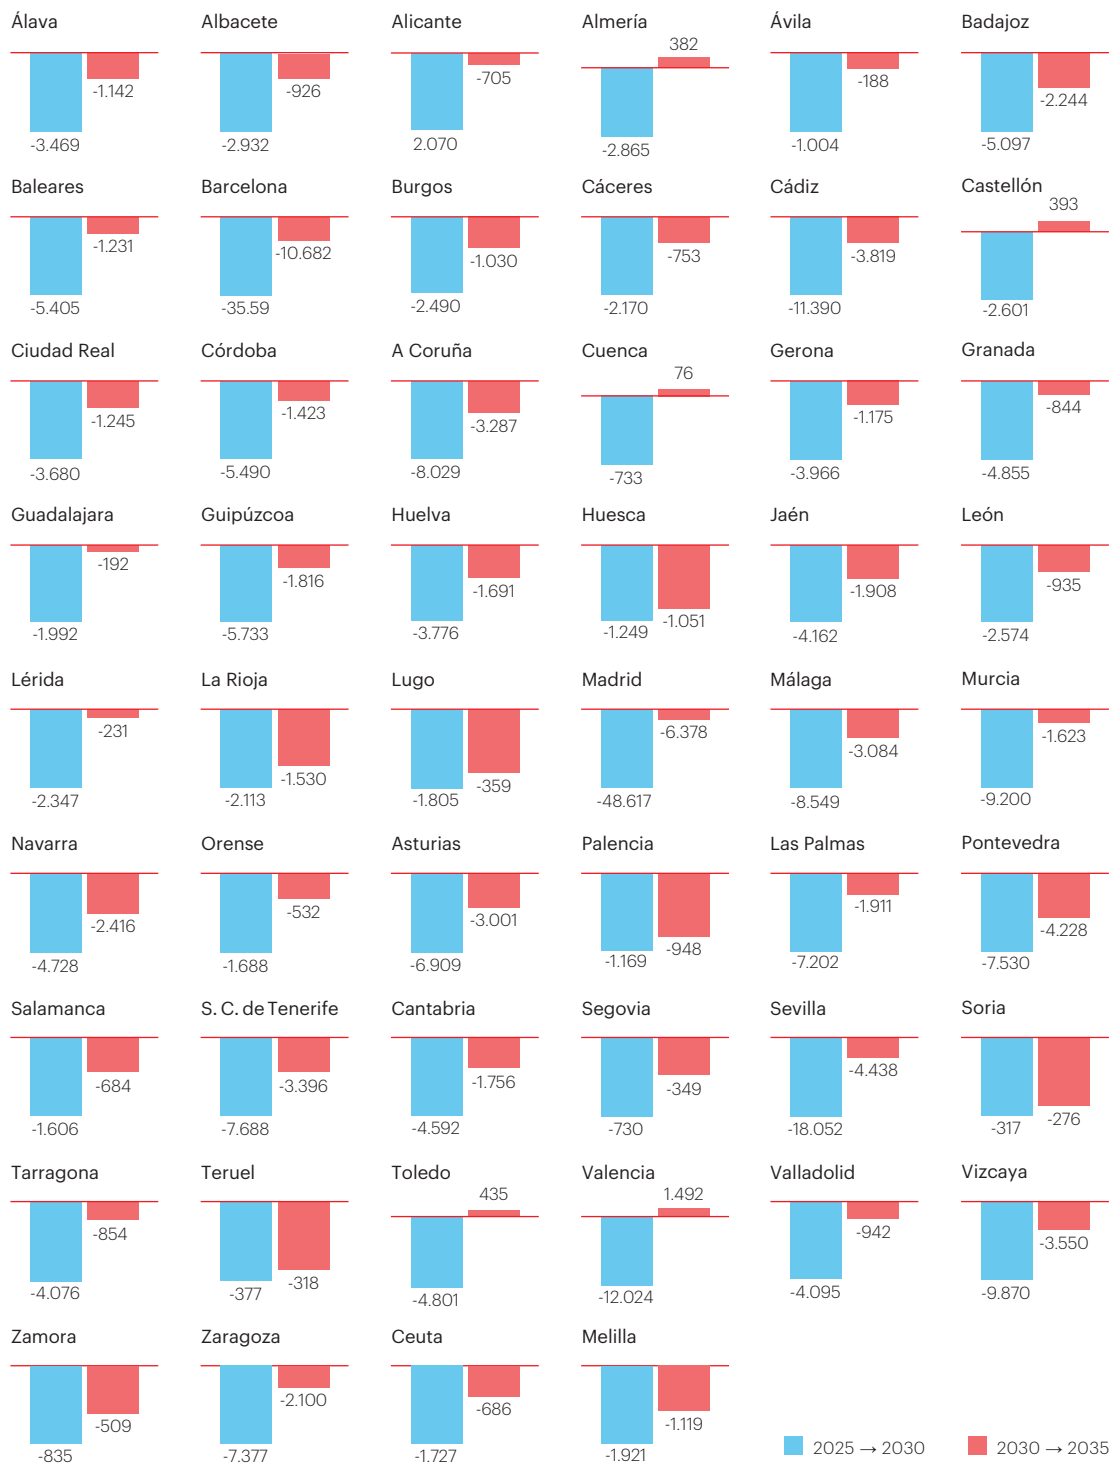 Álava
Albacete
Alicante
Almería
Ávila
Badajoz
-3.469
-1.142
-2.932
-926
2.070
-705
-2.865
382
-1.004
-188
-5.097
-2.244
Baleares
Barcelona
Burgos
Cáceres
Cádiz
Castellón
-5.405
-1.231
-35.59
-10.682
-2.490
-1.030
-2.170
-753
-11.390
-3.819
-2.601
393
Ciudad Real
Córdoba
A Coruña
Cuenca
Gerona
Granada
-3.680
-1.245
-5.490
-1.423
-8.029
-3.287
-733
76
-3.966
-1.175
-4.855
-844
Guadalajara
Guipúzcoa
Huelva
Huesca
Jaén
León
-1.992
-192
-5.733
-1.816
-3.776
-1.691
-1.249
-1.051
-4.162
-1.908
-2.574
-935
Lérida
La Rioja
Lugo
Madrid
Málaga
Murcia
-2.347
-231
-2.113
-1.530
-1.805
-359
-48.617
-6.378
-8.549
-3.084
-9.200
-1.623
Navarra
Orense
Asturias
Palencia
Las Palmas
Pontevedra
-4.728
-2.416
-1.688
-532
-6.909
-3.001
-1.169
-948
-7.202
-1.911
-7.530
-4.228
Salamanca
S. C. de Tenerife
Cantabria
Segovia
Sevilla
Soria
-1.606
-684
-7.688
-3.396
-4.592
-1.756
-730
-349
-18.052
-4.438
-317
-276
Tarragona
Teruel
Toledo
Valencia
Valladolid
Vizcaya
-4.076
-854
-377
-318
-4.801
435
-12.024
1.492
-4.095
-942
-9.870
-3.550
Zamora
Zaragoza
Ceuta
Melilla
-835
-509
-7.377
-2.100
-1.727
-686
-1.921
-1.119
2025 → 2030
2030 → 2035